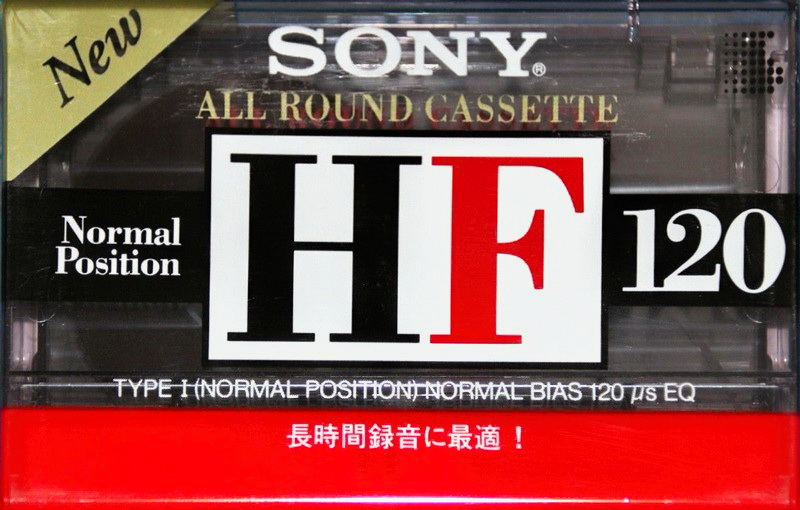 New
SONY®
ALL ROUND CASSETTE
Normal
Position
HF
120
TYPE I (NORMAL POSITION) NORMAL BIAS 120 μs EQ
長時間録音に最適！